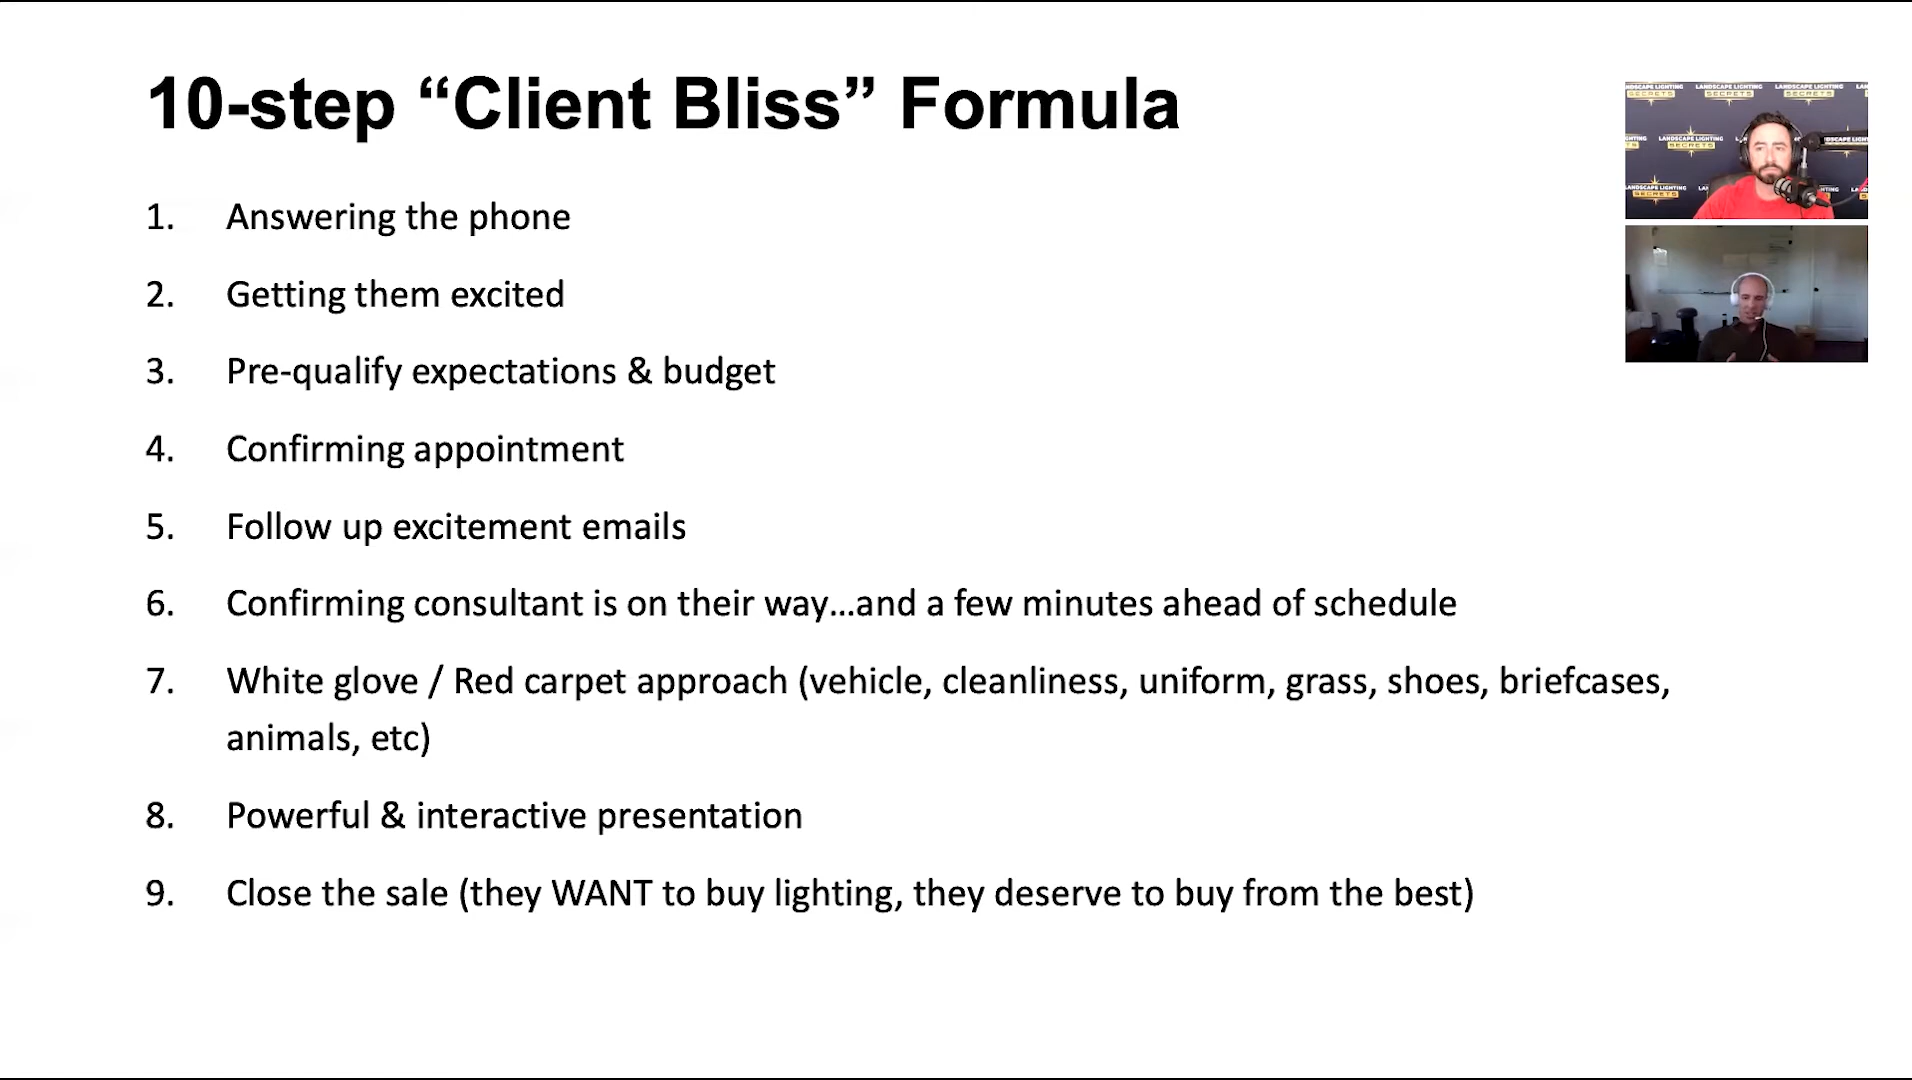 10-step “Client Bliss” Formula
1. Answering the phone
2. Getting them excited
3. Pre-qualify expectations & budget
4. Confirming appointment
5. Follow up excitement emails
6. Confirming consultant is on their way...and a few minutes ahead of schedule
7. White glove / Red carpet approach (vehicle, cleanliness, uniform, grass, shoes, briefcases,
animals, etc)
8. Powerful & interactive presentation
9. Close the sale (they WANT to buy lighting, they deserve to buy from the best)
LANDSCAPE LIGHTING
SECRETS